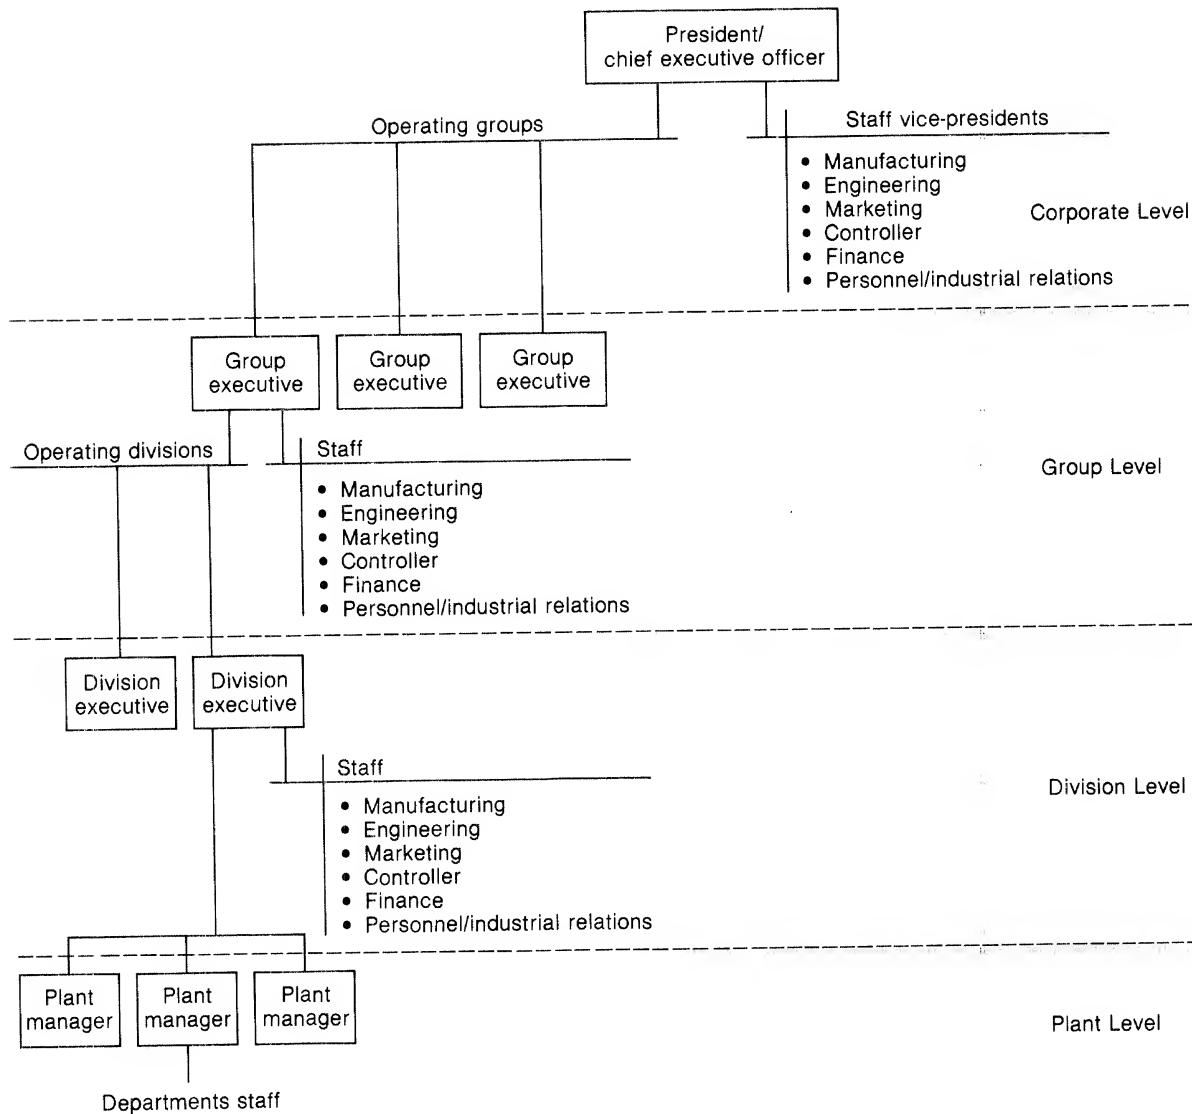 President/
chief executive officer
Operating groups
Staff vice-presidents
• Manufacturing
• Engineering
• Marketing
• Controller
• Finance
• Personnel/industrial relations
Corporate Level
Group
executive
Group
executive
Group
executive
Operating divisions
Staff
• Manufacturing
• Engineering
• Marketing
• Controller
• Finance
• Personnel/industrial relations
Group Level
Division
executive
Division
executive
Staff
• Manufacturing
• Engineering
• Marketing
• Controller
• Finance
• Personnel/industrial relations
Division Level
Plant
manager
Plant
manager
Plant
manager
Plant Level
Departments staff